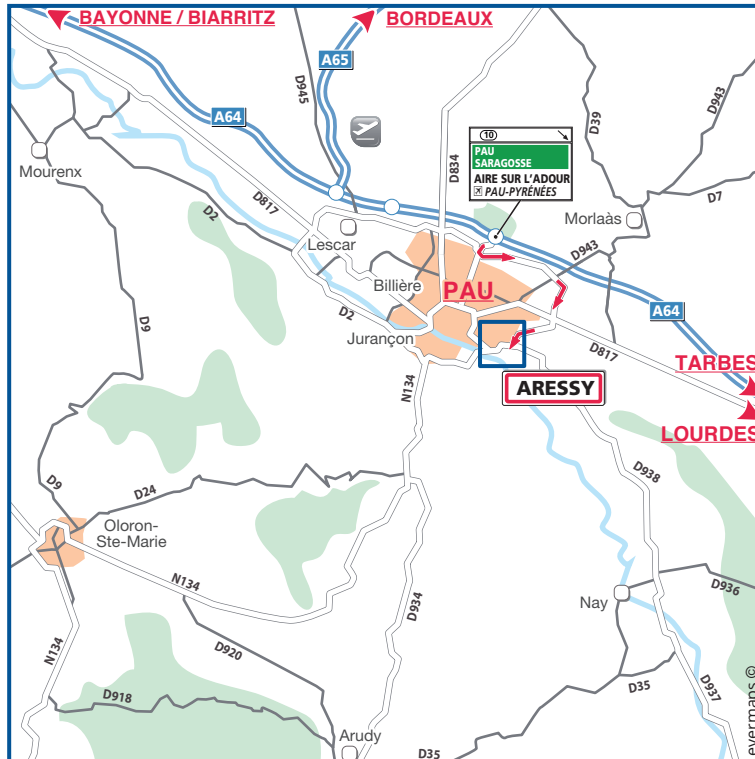 BAYONNE / BIARRITZ
BORDEAUX
A65
D945
A64
D39
D943
10
PAU
SARAGOSSE
AIRE SUR L'ADOUR
PAU-PYRÉNÉES
D834
Mourenx
D817
D7
D2
Morlaàs
Lescar
D943
Billière
PAU
D9
D2
A64
Jurançon
D817
TARBES
N134
ARESSY
LOURDES
D938
D9
D24
Oloron-
Ste-Marie
N134
D934
D936
Nay
N134
D920
D918
D35
D937
Arudy
D35
evermaps ©